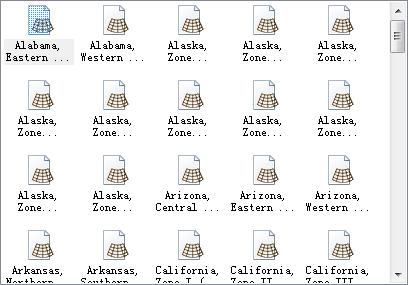 Alabama,
Eastern ...
Alabama,
Western ...
Alaska,
Zone...
Alaska,
Zone...
Alaska,
Zone...
Alaska,
Zone...
Alaska,
Zone...
Alaska,
Zone...
Alaska,
Zone...
Alaska,
Zone...
Alaska,
Zone...
Alaska,
Zone...
Arizona,
Central ...
Arizona,
Eastern ...
Arizona,
Western ...
Arkansas,
Northern ...
Arkansas,
Southern ...
California,
Zone I (...
California,
Zone II ...
California,
Zone III ...